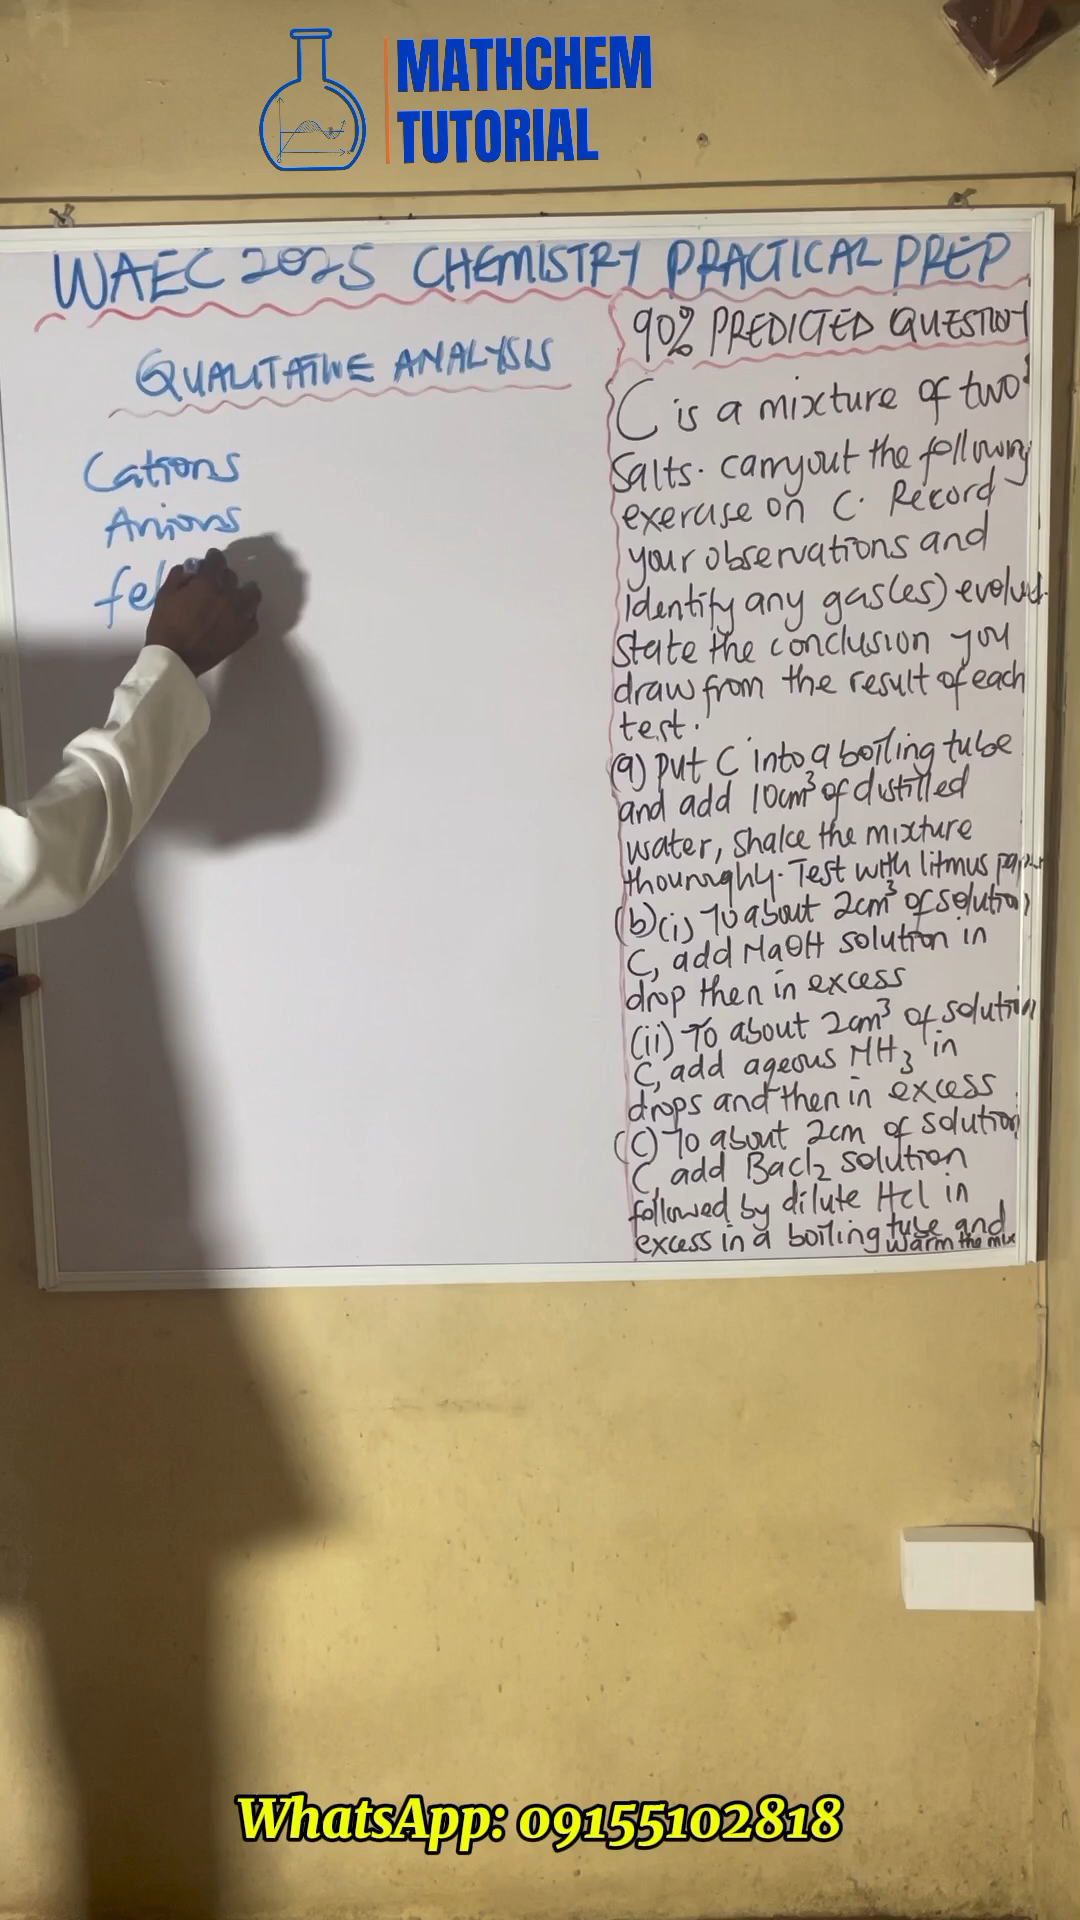 MATHCHEM
TUTORIAL
WAEC 2025 CHEMISTRY PRACTICAL PREP
QUALITATIVE ANALYSIS
Cations
Anions
fe
90% PREDICTED QUESTION
C is a mixture of two
salts. carryout the following
exercise on C. Record
your observations and
identify any gas(es) evolved.
State the conclusion you
draw from the result of each
test.
(a) put C into a boiling tube
and add 10cm³ of distilled
water, shake the mixture
thouroughy. Test with litmus paper
(b)(i) To about 2cm³ of solution
C, add NaOH solution in
drop then in excess
(ii) To about 2cm³ of solution
C, add aqeous NH3 in
drops and then in excess
(C) To about 2cm of solution
C, add Bacl2 solution
followed by dilute Hcl in
excess in a boiling tube and
warm the mix
WhatsApp: 09155102818